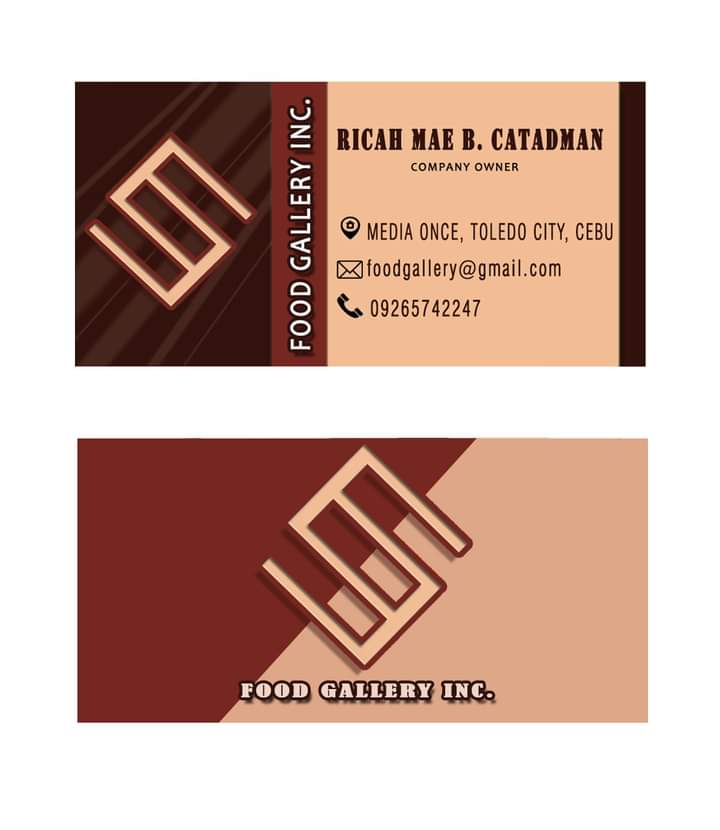 FOOD GALLERY INC.
RICAH MAE B. CATADMAN
COMPANY OWNER
MEDIA ONCE, TOLEDO CITY, CEBU
foodgallery@gmail.com
09265742247
FOOD GALLERY INC.